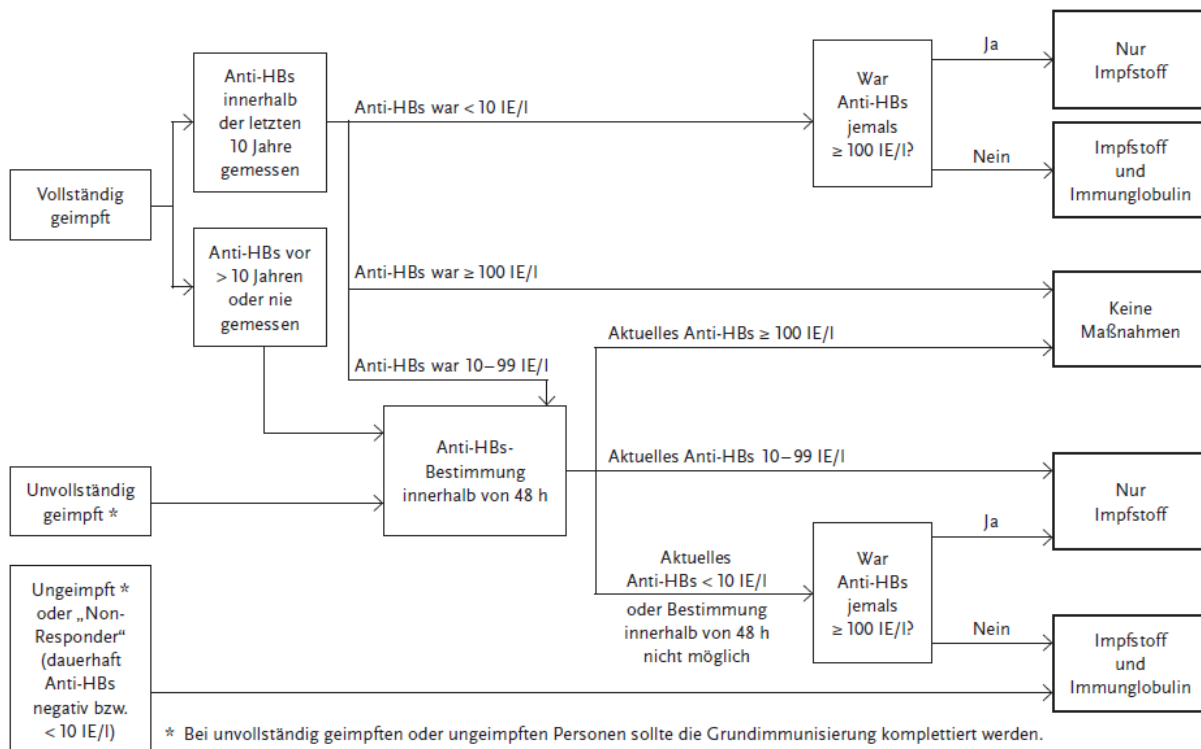 Vollständig
geimpft
Anti-HBs
innerhalb
der letzten
10 Jahre
gemessen
Anti-HBs vor
> 10 Jahren
oder nie
gemessen
Anti-HBs war < 10 IE/l
War
Anti-HBs
jemals
≥ 100 IE/l?
Ja
Nur
Impfstoff
Nein
Impfstoff
und
Immunglobulin
Anti-HBs war ≥ 100 IE/l
Keine
Maßnahmen
Anti-HBs war 10–99 IE/l
Aktuelles Anti-HBs ≥ 100 IE/l
Unvollständig
geimpft *
Anti-HBs-
Bestimmung
innerhalb von 48 h
Aktuelles Anti-HBs 10–99 IE/l
Nur
Impfstoff
Aktuelles
Anti-HBs < 10 IE/l
oder Bestimmung
innerhalb von 48 h
nicht möglich
War
Anti-HBs
jemals
≥ 100 IE/l?
Ja
Nein
Impfstoff
und
Immunglobulin
Ungeimpft *
oder „Non-
Responder“
(dauerhaft
Anti-HBs
negativ bzw.
< 10 IE/l)
* Bei unvollständig geimpften oder ungeimpften Personen sollte die Grundimmunisierung komplettiert werden.